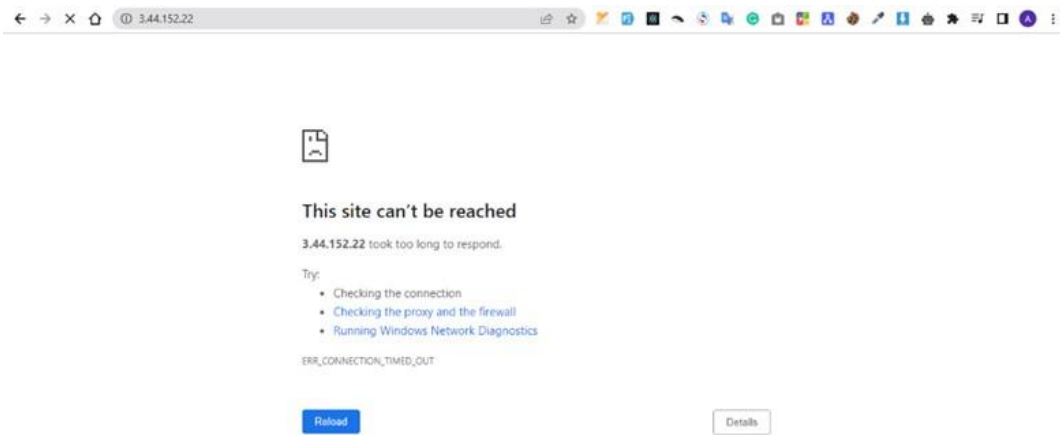 3.44.152.22
A
This site can't be reached
3.44.152.22 took too long to respond.
Try:
Checking the connection
Checking the proxy and the firewall
Running Windows Network Diagnostics
ERR_CONNECTION_TIMED_OUT
Reload
Details